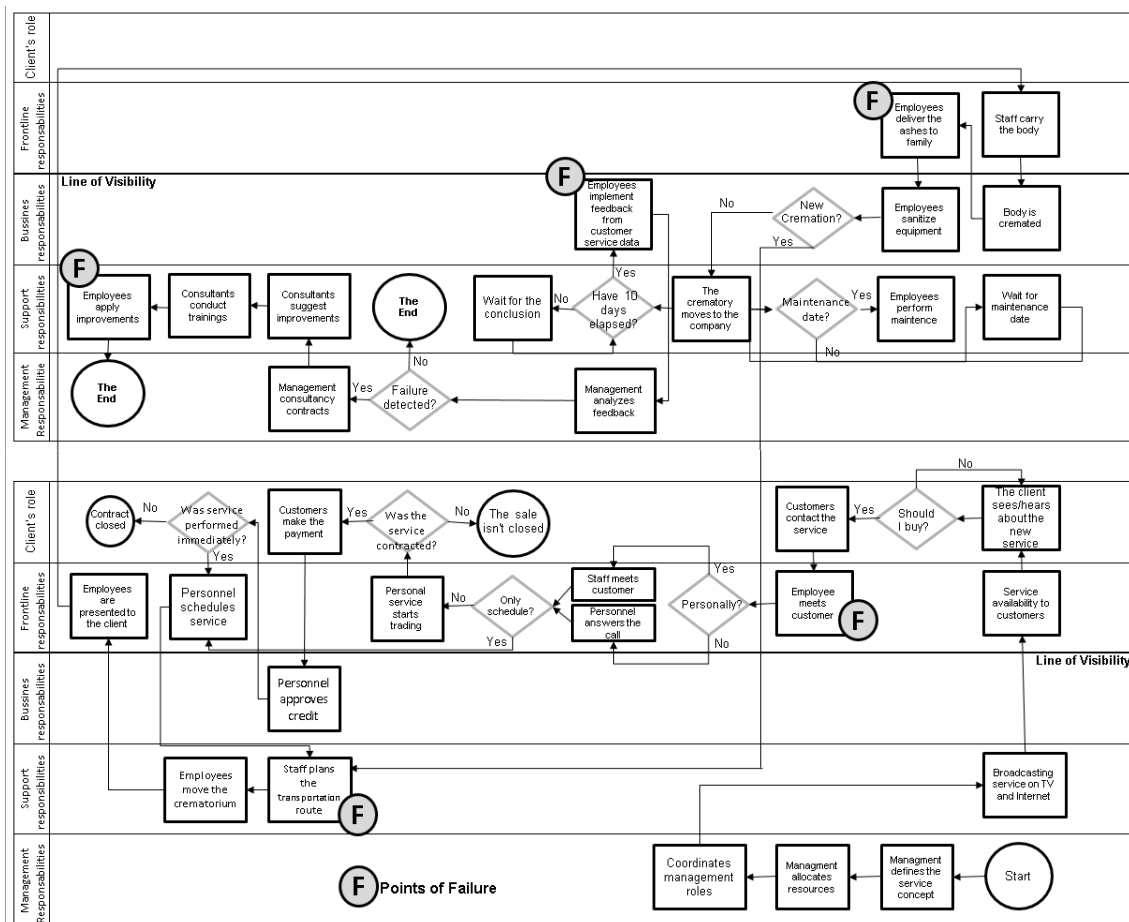 Client's role
Frontline
responsabilities
F
Employees
deliver the
ashes to
family
Staff carry
the body
Line of Visibility
Bussines
responsabilities
F
Employees
implement
feedback
from
customer
service data
No
New
Cremation?
Yes
Employees
sanitize
equipment
Body is
cremated
Support
responsibilities
F
Employees
apply
improvements
Consultants
conduct
trainings
Consultants
suggest
improvements
The
End
Wait for the
conclusion
No
Yes
Have 10
days
elapsed?
The
crematory
moves to the
company
Maintenance
date?
Yes
No
Employees
perform
maintence
Wait for
maintenance
date
Management
Responsabilitie
The
End
Management
consultancy
contracts
Yes
No
Failure
detected?
Management
analyzes
feedback
Client's role
Contract
closed
No
Was service
performed
immediately?
Yes
Customers
make the
payment
Yes
Was the
service
contracted?
No
The sale
isn't closed
Customers
contact the
service
Yes
Should
I buy?
No
The client
sees/hears
about the
new
service
Frontline
responsabilities
Employees
are
presented to
the client
Personnel
schedules
service
Personal
service
starts
trading
No
Only
schedule?
Yes
Staff meets
customer
Personnel
answers the
call
Yes
Personally?
No
Employee
meets
customer
F
Service
availability to
customers
Line of Visibility
Bussines
responsabilities
Personnel
approves
credit
Support
responsibilities
Employees
move the
crematorium
Staff plans
the
transportation
route
F
Broadcasting
service on TV
and Internet
Management
Responsabilities
F
Points of Failure
Coordinates
management
roles
Managment
allocates
resources
Managment
defines the
service
concept
Start